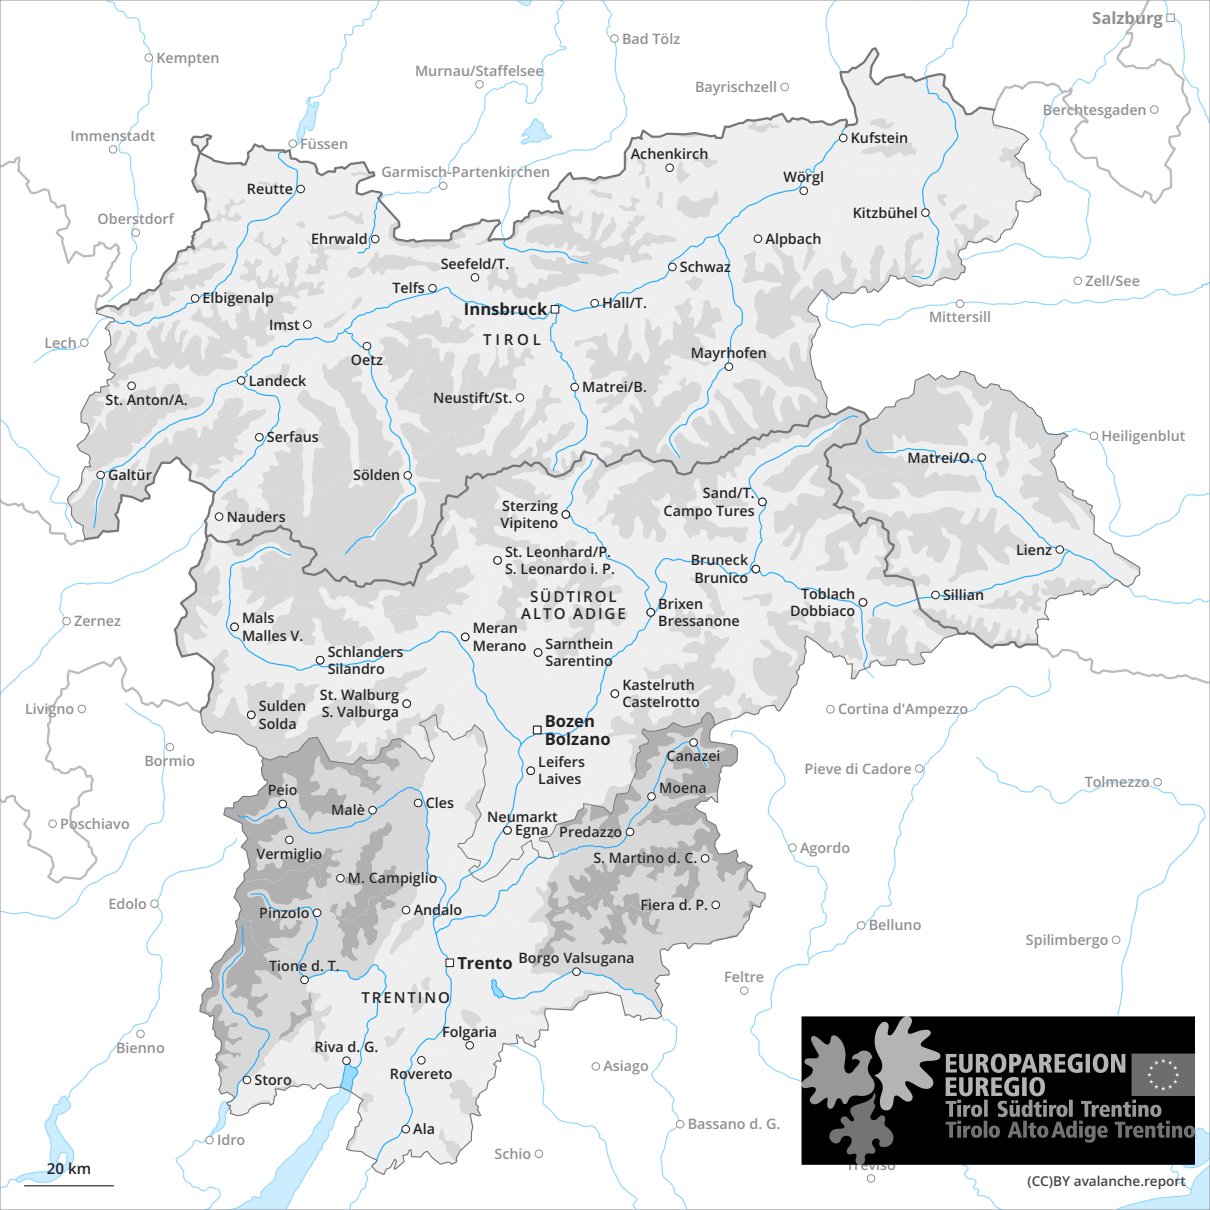 Salzburg
Bad Tölz
Kempten
Murnau/Staffelsee
Bayrischzell
Berchtesgaden
Immenstadt
Füssen
Kufstein
Achenkirch
Garmisch-Partenkirchen
Reutte
Wörgl
Oberstdorf
Kitzbühel
Ehrwald
Alpbach
Seefeld/T.
Schwaz
Zell/See
Telfs
Elbigenalp
Hall/T.
Innsbruck
Mittersill
Imst
TIROL
Lech
Oetz
Mayrhofen
Landeck
Matrei/B.
St. Anton/A.
Neustift/St.
Serfaus
Heiligenblut
Matrei/O.
Galtür
Sölden
Sand/T.
Campo Tures
Sterzing
Vipiteno
Nauders
St. Leonhard/P.
S. Leonardo i. P.
Lienz
Bruneck
Brunico
SÜDTIROL
ALTO ADIGE
Toblach
Dobbiaco
Sillian
Brixen
Bressanone
Zernez
Mals
Malles V.
Meran
Merano
Sarnthein
Sarentino
Schlanders
Silandro
Kastelruth
Castelrotto
St. Walburg
S. Valburga
Sulden
Solda
Livigno
Cortina d'Ampezzo
Bozen
Bolzano
Bormio
Canazei
Leifers
Laives
Pieve di Cadore
Tolmezzo
Peio
Moena
Malè
Cles
Neumarkt
Egna
Predazzo
Poschiavo
Vermiglio
Agordo
S. Martino d. C.
M. Campiglio
Edolo
Pinzolo
Andalo
Fiera d. P.
Belluno
Spilimbergo
Trento
Borgo Valsugana
Tione d. T.
Feltre
TRENTINO
Folgaria
Bienno
Riva d. G.
Asiago
Rovereto
Storo
EUROPAREGION
EUREGIO
Tirol Südtirol Trentino
Tirolo Alto Adige Trentino
Ala
Idro
Bassano d. G.
Schio
Treviso
20 km
(CC)BY avalanche.report